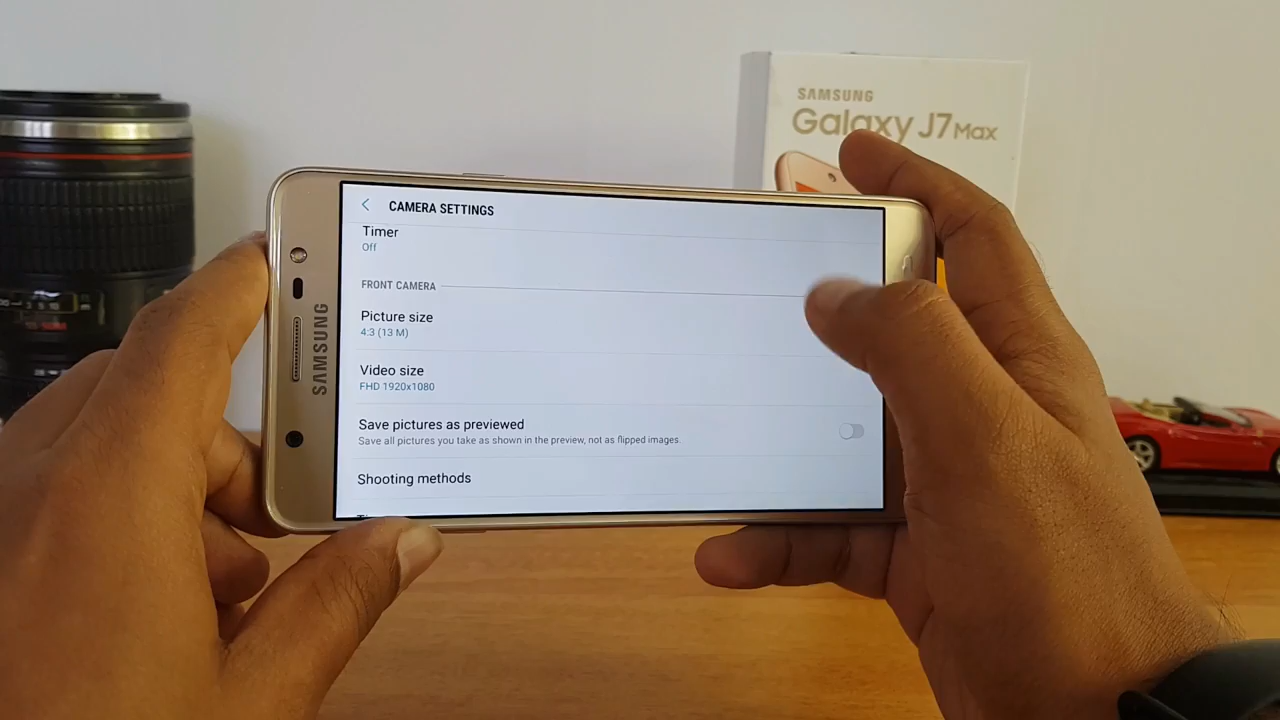 SAMSUNG
Galaxy J7 Max
SAMSUNG
CAMERA SETTINGS
Timer
Off
FRONT CAMERA
Picture size
4:3 (13 M)
Video size
FHD 1920x1080
Save pictures as previewed
Save all pictures you take as shown in the preview, not as flipped images.
Shooting methods